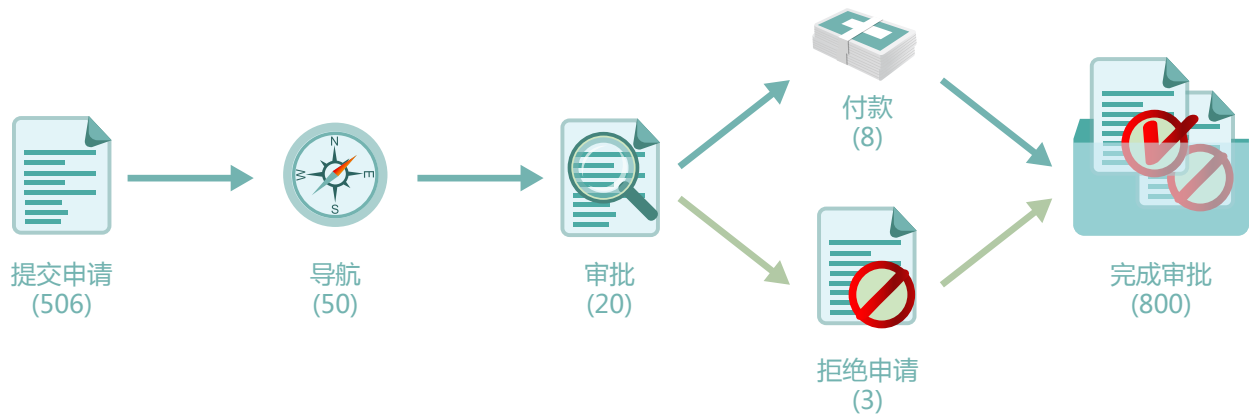 提交申请
(506)
导航
(50)
审批
(20)
付款
(8)
拒绝申请
(3)
完成审批
(800)
N
E
S
W